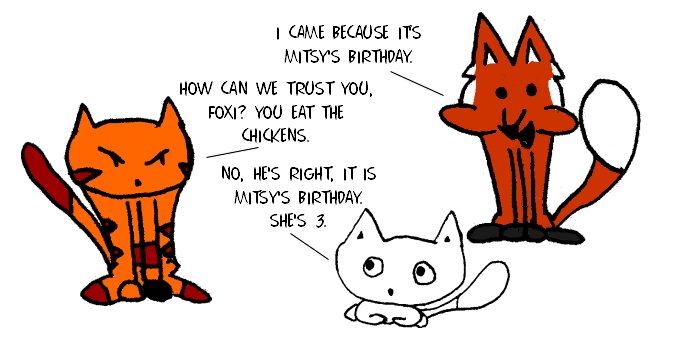 I CAME BECAUSE IT'S
MITSY'S BIRTHDAY.
HOW CAN WE TRUST YOU,
FOXI? YOU EAT THE
CHICKENS.
NO, HE'S RIGHT, IT IS
MITSY'S BIRTHDAY.
SHE'S 3.